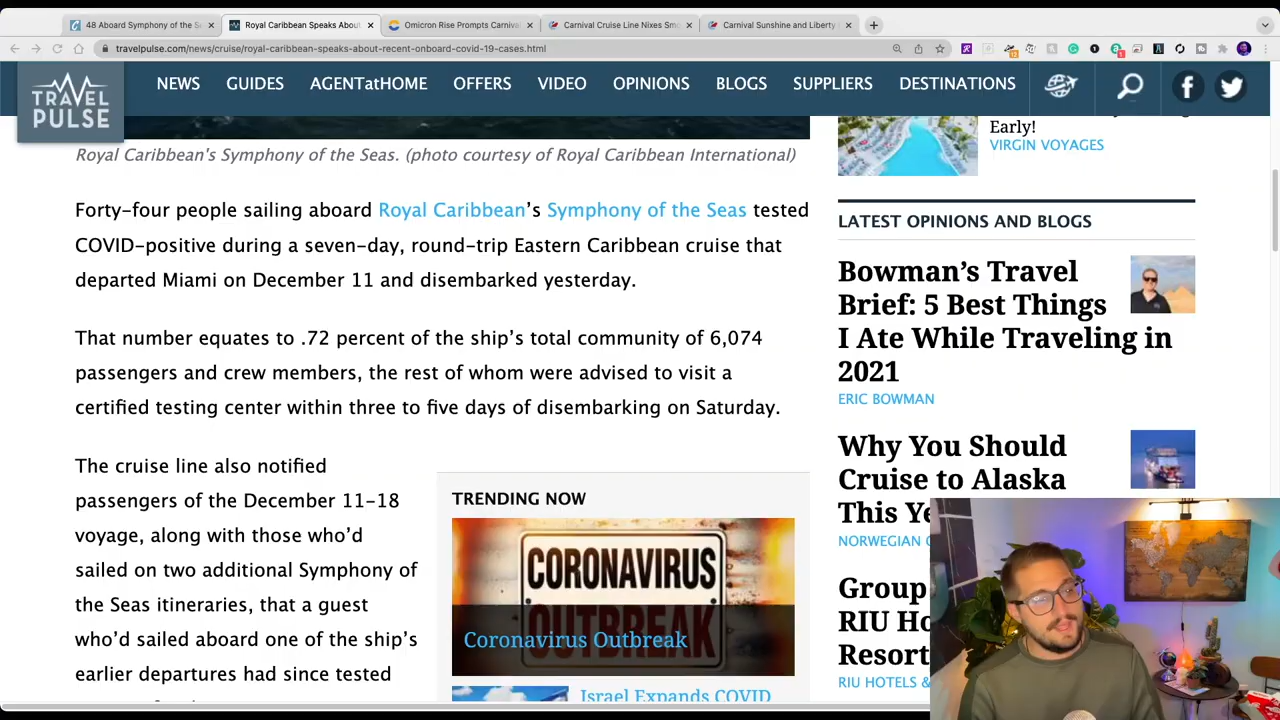 48 Aboard Symphony of the Se
Royal Caribbean Speaks About
Omicron Rise Prompts Carnival
Carnival Cruise Line Nixes Smo
Carnival Sunshine and Liberty
travelpulse.com/news/cruise/royal-caribbean-speaks-about-recent-onboard-covid-19-cases.html
TRAVEL
PULSE
NEWS
GUIDES
AGENTatHOME
OFFERS
VIDEO
OPINIONS
BLOGS
SUPPLIERS
DESTINATIONS
Royal Caribbean's Symphony of the Seas. (photo courtesy of Royal Caribbean International)
Forty-four people sailing aboard Royal Caribbean's Symphony of the Seas tested
COVID-positive during a seven-day, round-trip Eastern Caribbean cruise that
departed Miami on December 11 and disembarked yesterday.
That number equates to .72 percent of the ship's total community of 6,074
passengers and crew members, the rest of whom were advised to visit a
certified testing center within three to five days of disembarking on Saturday.
The cruise line also notified
passengers of the December 11-18
voyage, along with those who'd
sailed on two additional Symphony of
the Seas itineraries, that a guest
who'd sailed aboard one of the ship's
earlier departures had since tested
TRENDING NOW
CORONAVIRUS
OUTBREAK
Coronavirus Outbreak
Israel Expands COVID
Early!
VIRGIN VOYAGES
LATEST OPINIONS AND BLOGS
Bowman's Travel
Brief: 5 Best Things
I Ate While Traveling in
2021
ERIC BOWMAN
Why You Should
Cruise to Alaska
This Ye
NORWEGIAN
Group
RIU Ho
Resort
RIU HOTELS &